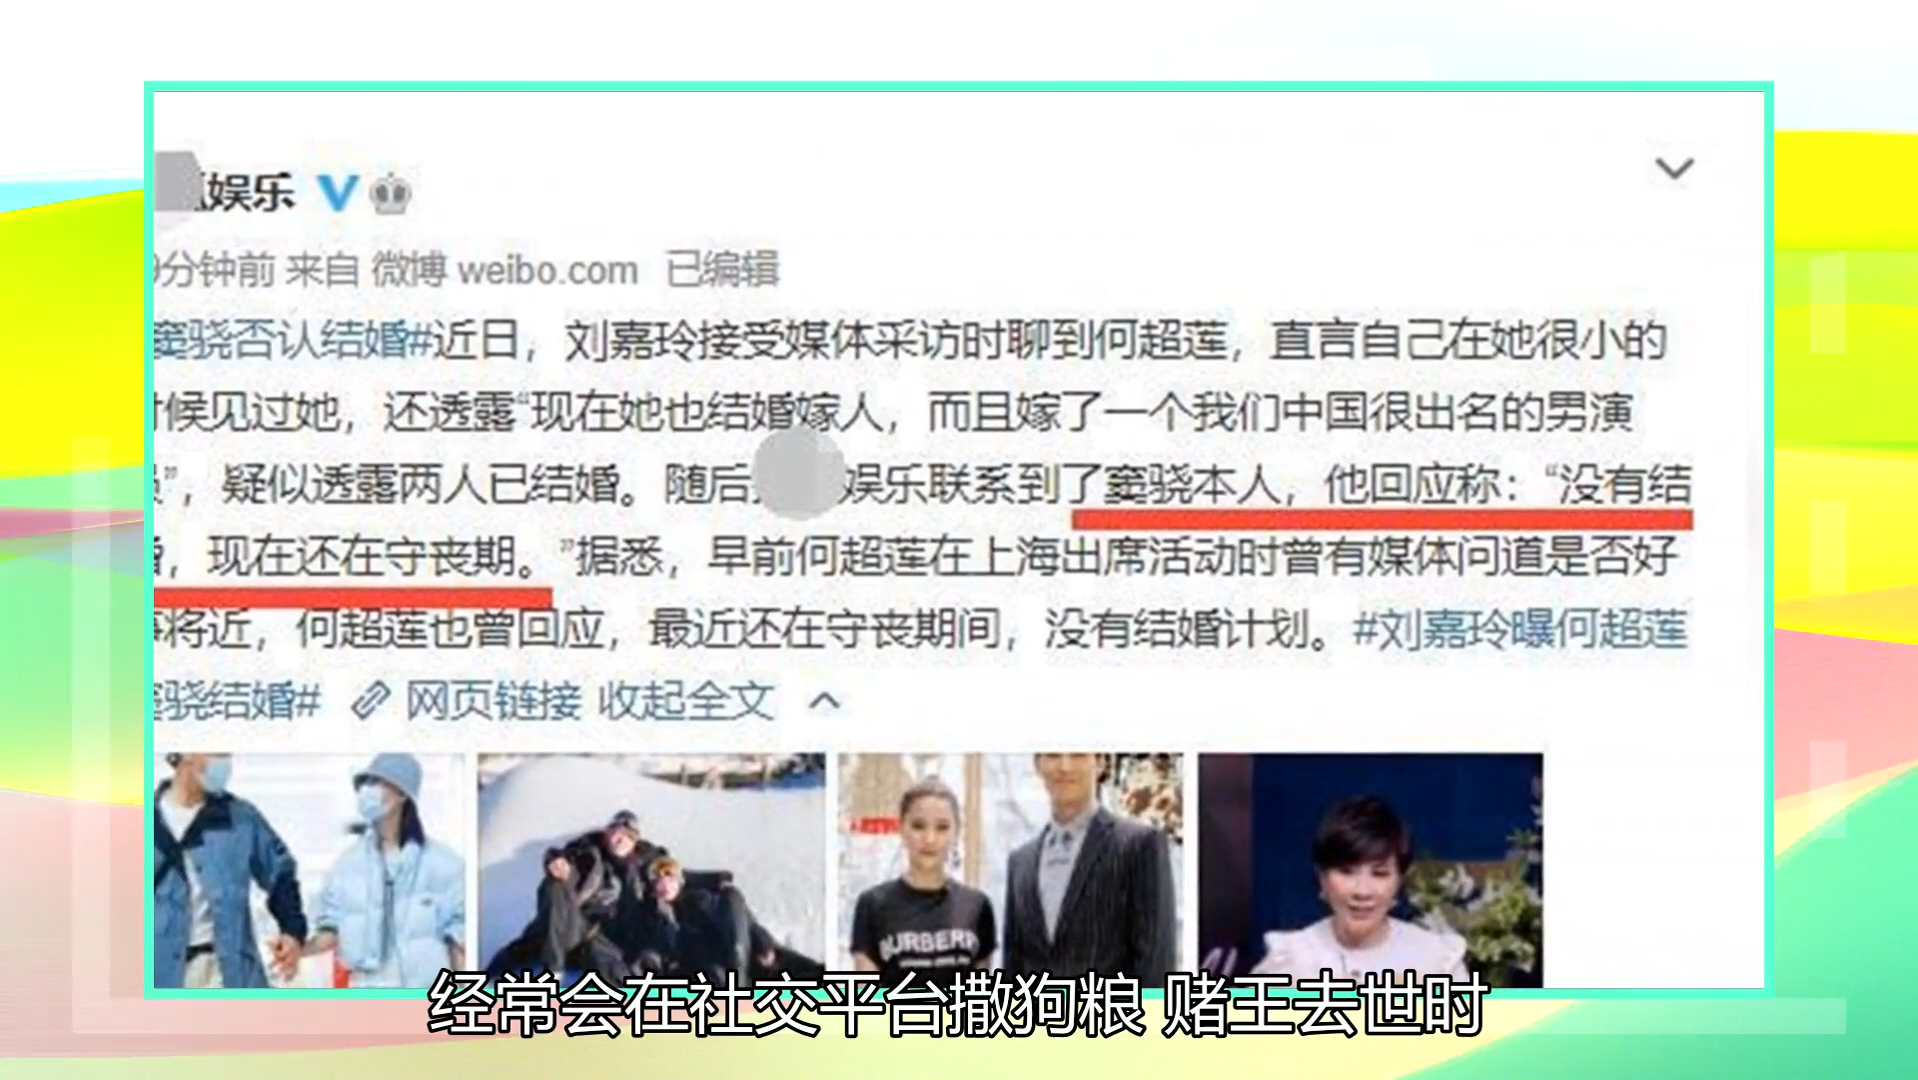 娱乐
分钟前 来自 微博 weibo.com 已编辑
窦骁否认结婚#近日，刘嘉玲接受媒体采访时聊到何超莲，直言自己在她很小的
时候见过她，还透露“现在她也结婚嫁人，而且嫁了一个我们中国很出名的男演
员”，疑似透露两人已结婚。随后 娱乐联系到了窦骁本人，他回应称：“没有结
婚，现在还在守丧期。”据悉，早前何超莲在上海出席活动时曾有媒体问道是否好
事将近，何超莲也曾回应，最近还在守丧期间，没有结婚计划。#刘嘉玲曝何超莲
窦骁结婚# 网页链接 收起全文
BURBERRY
经常会在社交平台撒狗粮 赌王去世时